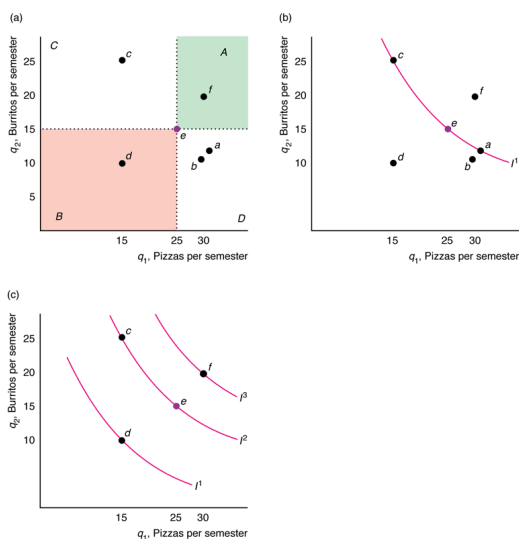 (a)
C
A
25
c
f
20
15
e
a
d
b
10
5
B
D
15
25
30
q2, Burritos per semester
q1, Pizzas per semester
(b)
c
25
f
20
e
15
a
d
b
10
I1
15
25
30
q2, Burritos per semester
q1, Pizzas per semester
(c)
c
25
f
20
I3
e
15
d
I2
10
I1
15
25
30
q2, Burritos per semester
q1, Pizzas per semester